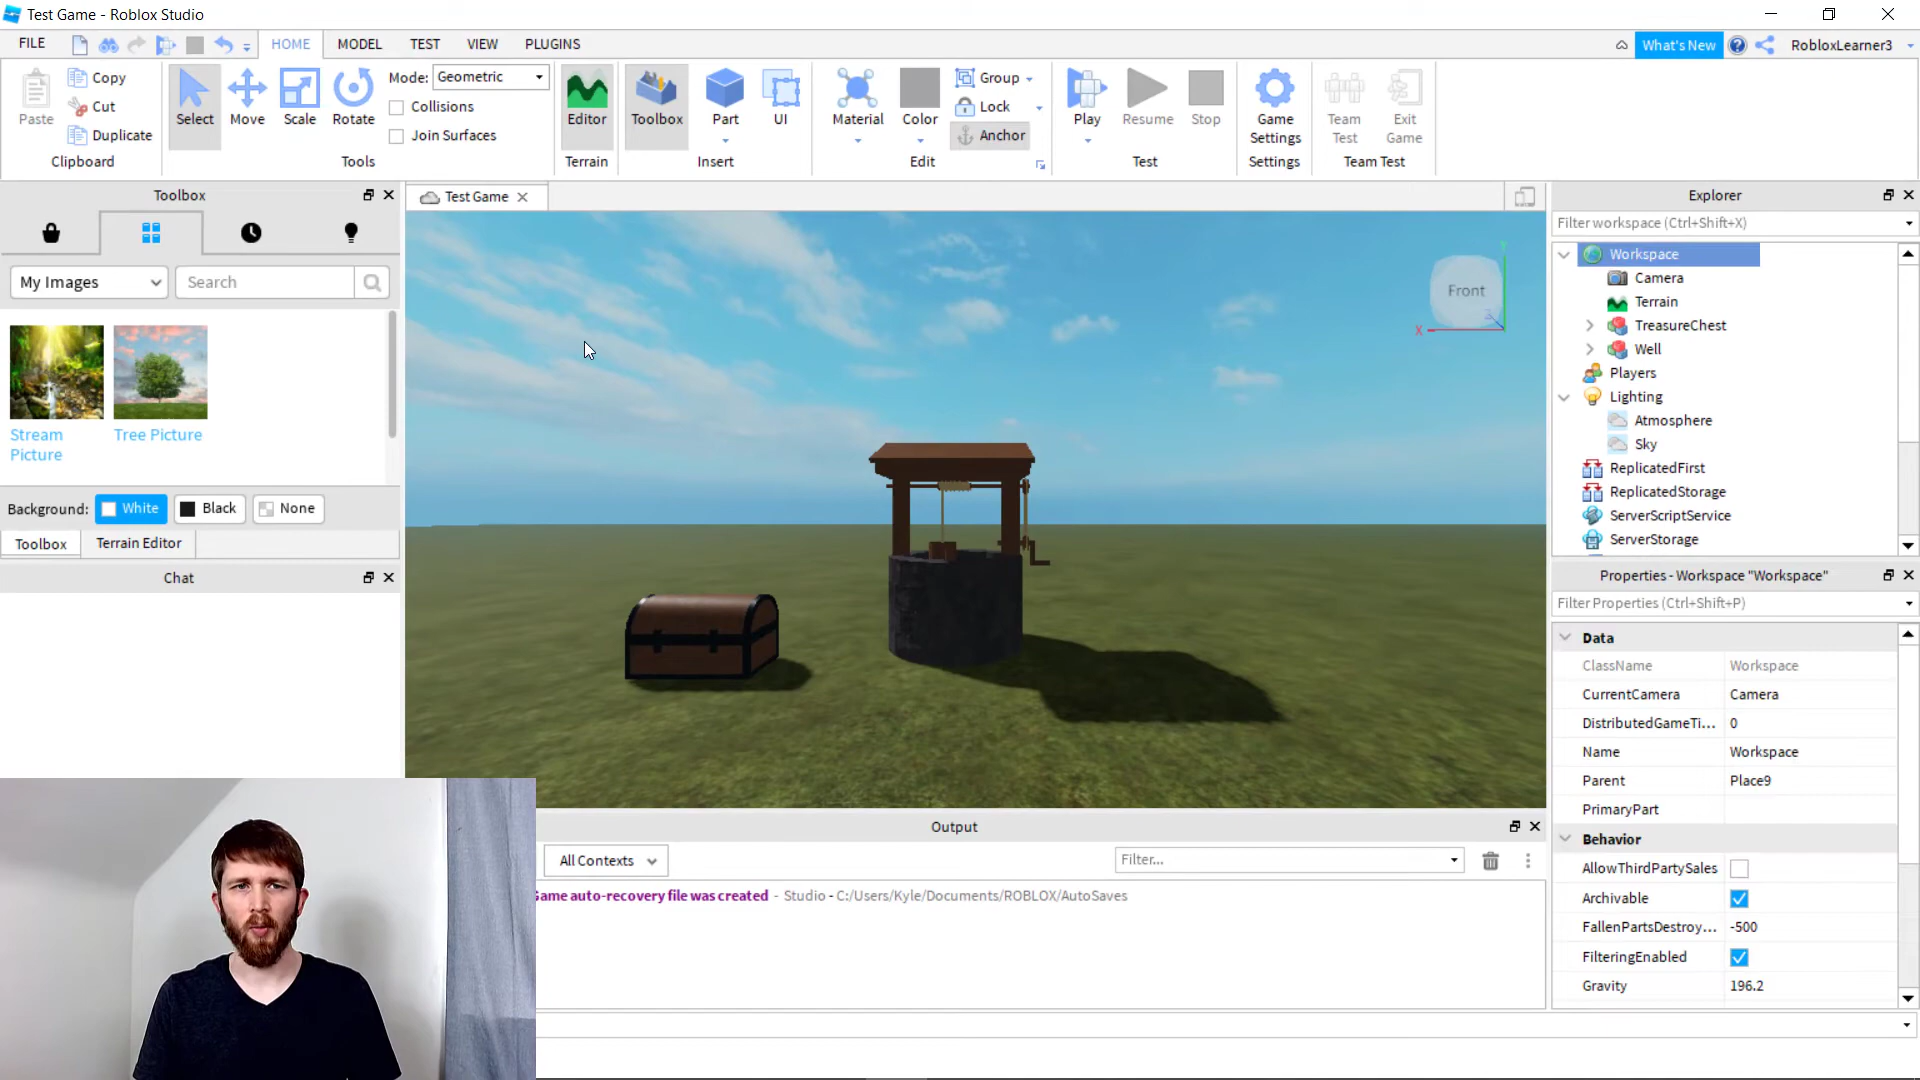 Test Game - Roblox Studio
FILE HOME MODEL TEST VIEW PLUGINS What's New RobloxLearner3
Paste
Copy
Cut
Duplicate
Clipboard
Select Move Scale Rotate
Mode: Geometric
Collisions
Join Surfaces
Tools
Editor
Terrain
Toolbox Part UI
Insert
Material Color
Group
Lock
Anchor
Edit
Play Resume Stop
Test
Game
Settings
Settings
Team
Test
Exit
Game
Team Test
Toolbox
My Images Search
Stream
Picture
Tree Picture
Background: White Black None
Toolbox Terrain Editor
Chat
Test Game
Front
X
Y
Z
Output
All Contexts Filter...
Game auto-recovery file was created - Studio - C:/Users/Kyle/Documents/ROBLOX/AutoSaves
Explorer
Filter workspace (Ctrl+Shift+X)
Workspace
Camera
Terrain
TreasureChest
Well
Players
Lighting
Atmosphere
Sky
ReplicatedFirst
ReplicatedStorage
ServerScriptService
ServerStorage
Properties - Workspace "Workspace"
Filter Properties (Ctrl+Shift+P)
Data
ClassName Workspace
CurrentCamera Camera
DistributedGameTi... 0
Name Workspace
Parent Place9
PrimaryPart
Behavior
AllowThirdPartySales
Archivable
FallenPartsDestroy... -500
FilteringEnabled
Gravity 196.2